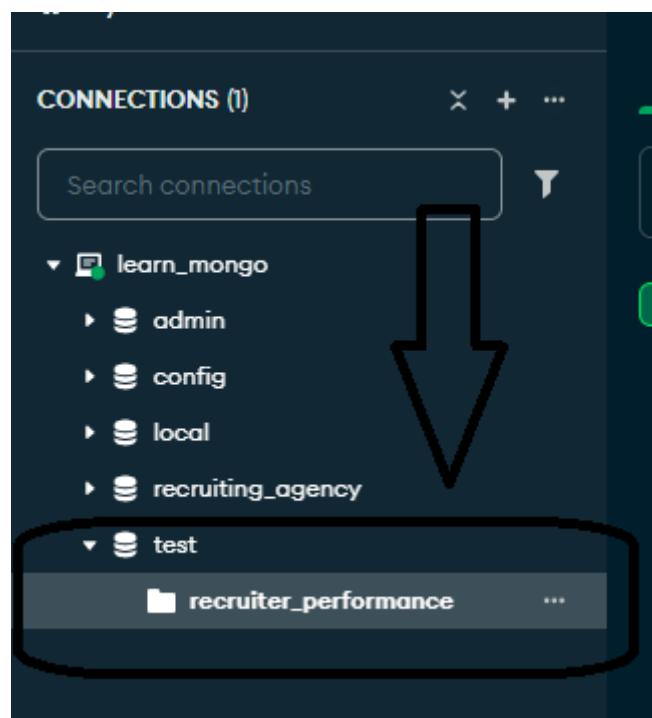 CONNECTIONS (1)
Search connections
learn_mongo
admin
config
local
recruiting_agency
test
recruiter_performance